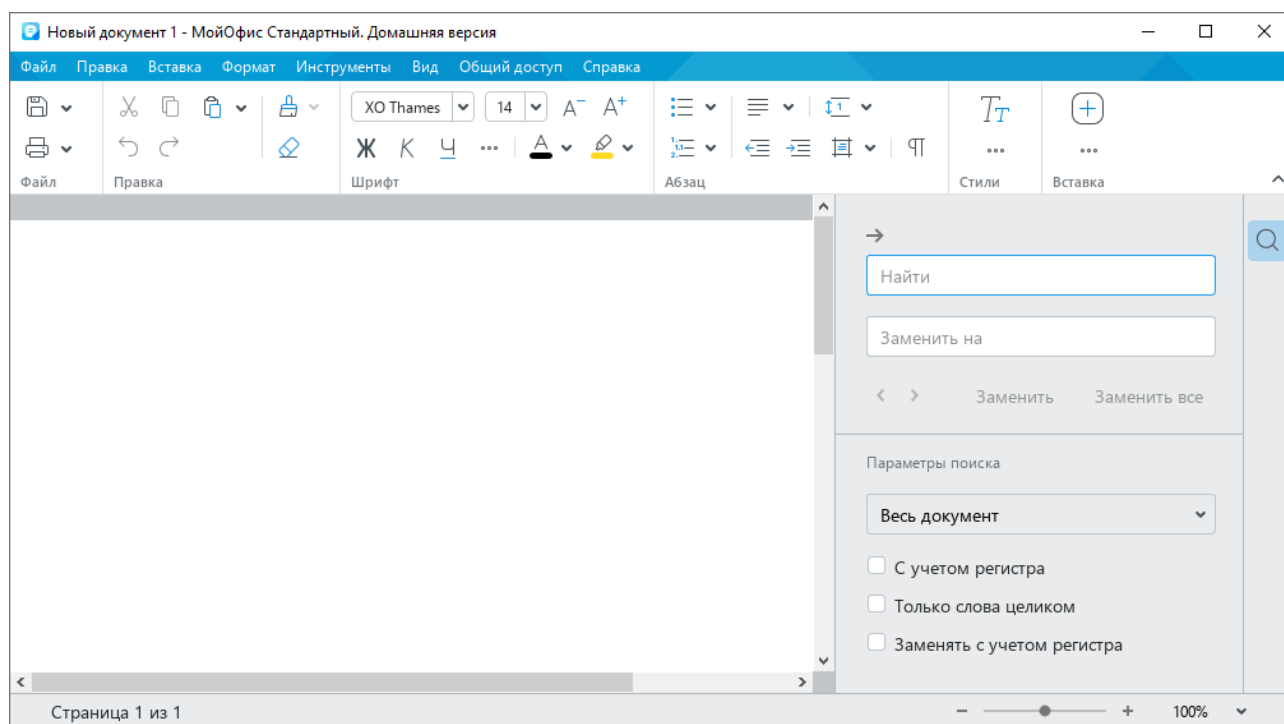 Новый документ 1 - МойОфис Стандартный. Домашняя версия
Файл Правка Вставка Формат Инструменты Вид Общий доступ Справка
XO Thames 14 A⁻ A⁺ Tт
Ж К Ч А
Файл Правка Шрифт Абзац Стили Вставка
Найти
Заменить на
Заменить Заменить все
Параметры поиска
Весь документ
С учетом регистра
Только слова целиком
Заменять с учетом регистра
Страница 1 из 1 100%